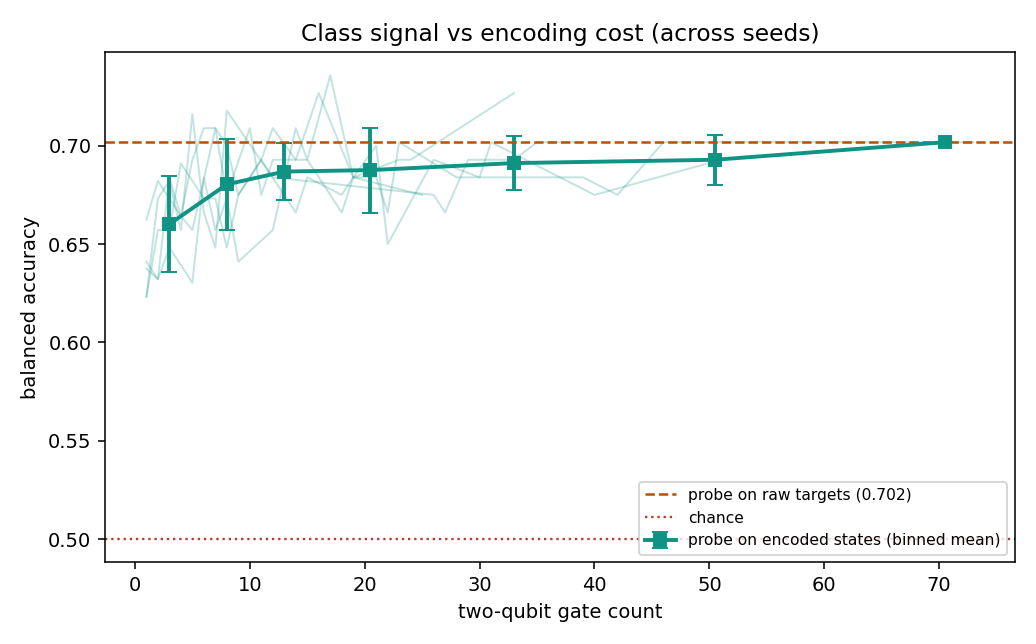 Class signal vs encoding cost (across seeds)
balanced accuracy
0.70
0.65
0.60
0.55
0.50
probe on raw targets (0.702)
chance
probe on encoded states (binned mean)
0 10 20 30 40 50 60 70
two-qubit gate count